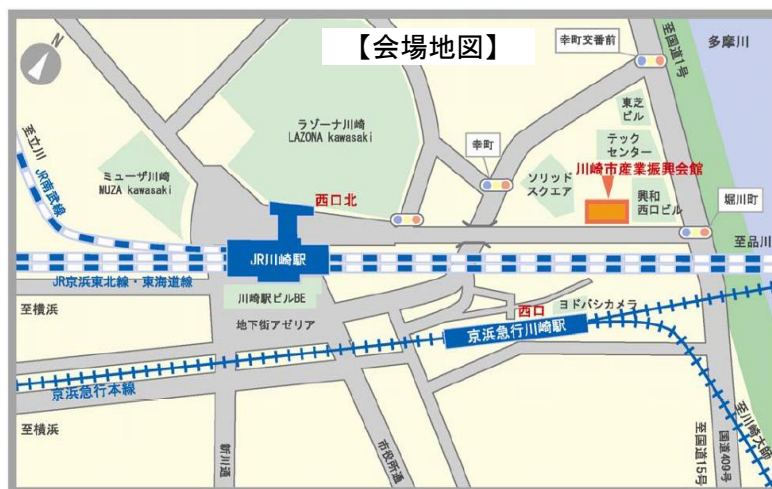 【会場地図】
N
幸町交番前
至国道1号
多摩川
ラゾーナ川崎
LAZONA kawasaki
東芝
ビル
テック
センター
幸町
川崎市産業振興会館
ソリッド
スクエア
興和
西口ビル
堀川町
至立川
JR南武線
ミューザ川崎
MUZA kawasaki
西口北
JR川崎駅
至品川
JR京浜東北線・東海道線
川崎駅ビルBE
至横浜
地下街アゼリア
西口
ヨドバシカメラ
京浜急行川崎駅
京浜急行本線
至横浜
新川通
市役所通
至国道15号
国道409号
至川崎大師